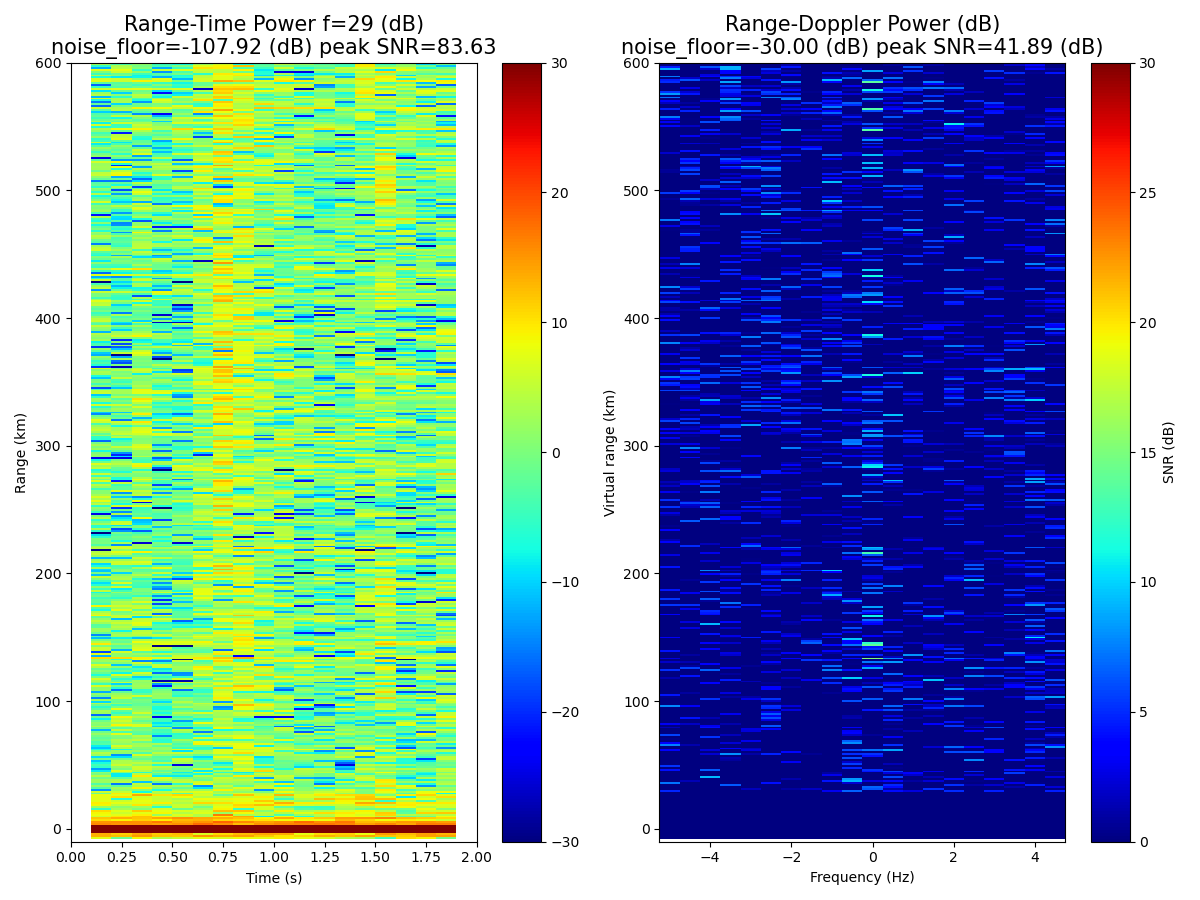 Range-Time Power f=29 (dB)
noise_floor=-107.92 (dB) peak SNR=83.63
Range (km)
600
500
400
300
200
100
0
0.00 0.25 0.50 0.75 1.00 1.25 1.50 1.75 2.00
Time (s)
30
20
10
0
−10
−20
−30
Range-Doppler Power (dB)
noise_floor=-30.00 (dB) peak SNR=41.89 (dB)
Virtual range (km)
600
500
400
300
200
100
0
−4 −2 0 2 4
Frequency (Hz)
30
25
20
15
10
5
0
SNR (dB)